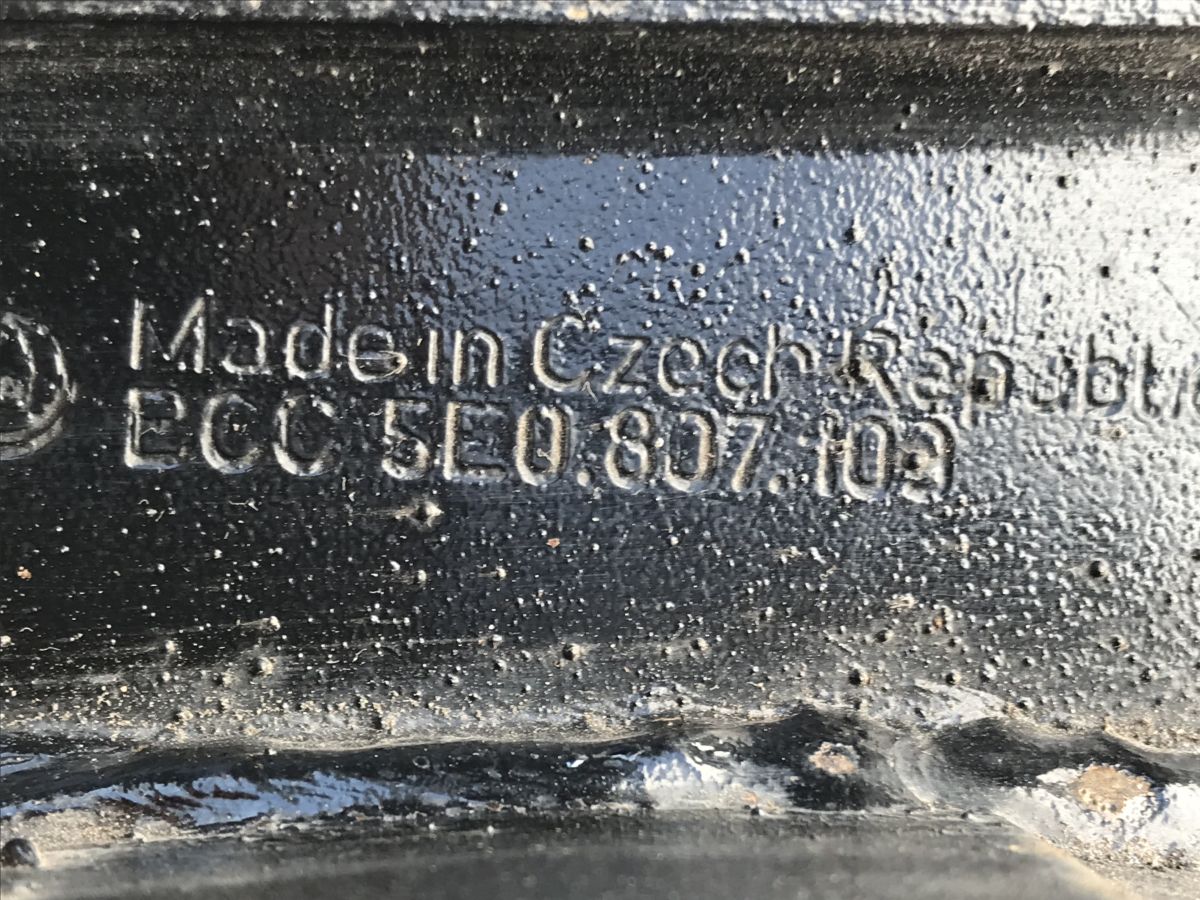 Made in Czech Republic
ECC 5E0.807.109